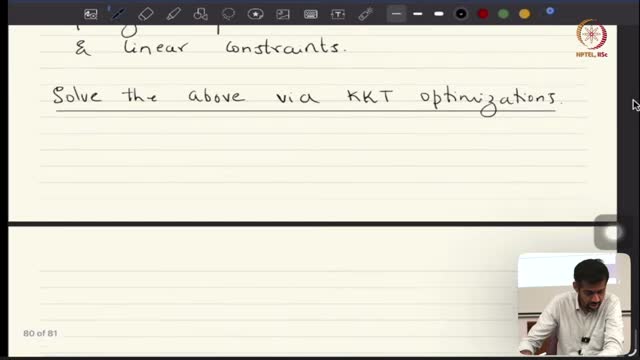 & linear constraints.
Solve the above via KKT optimizations.
80 of 81
NPTEL, IISc